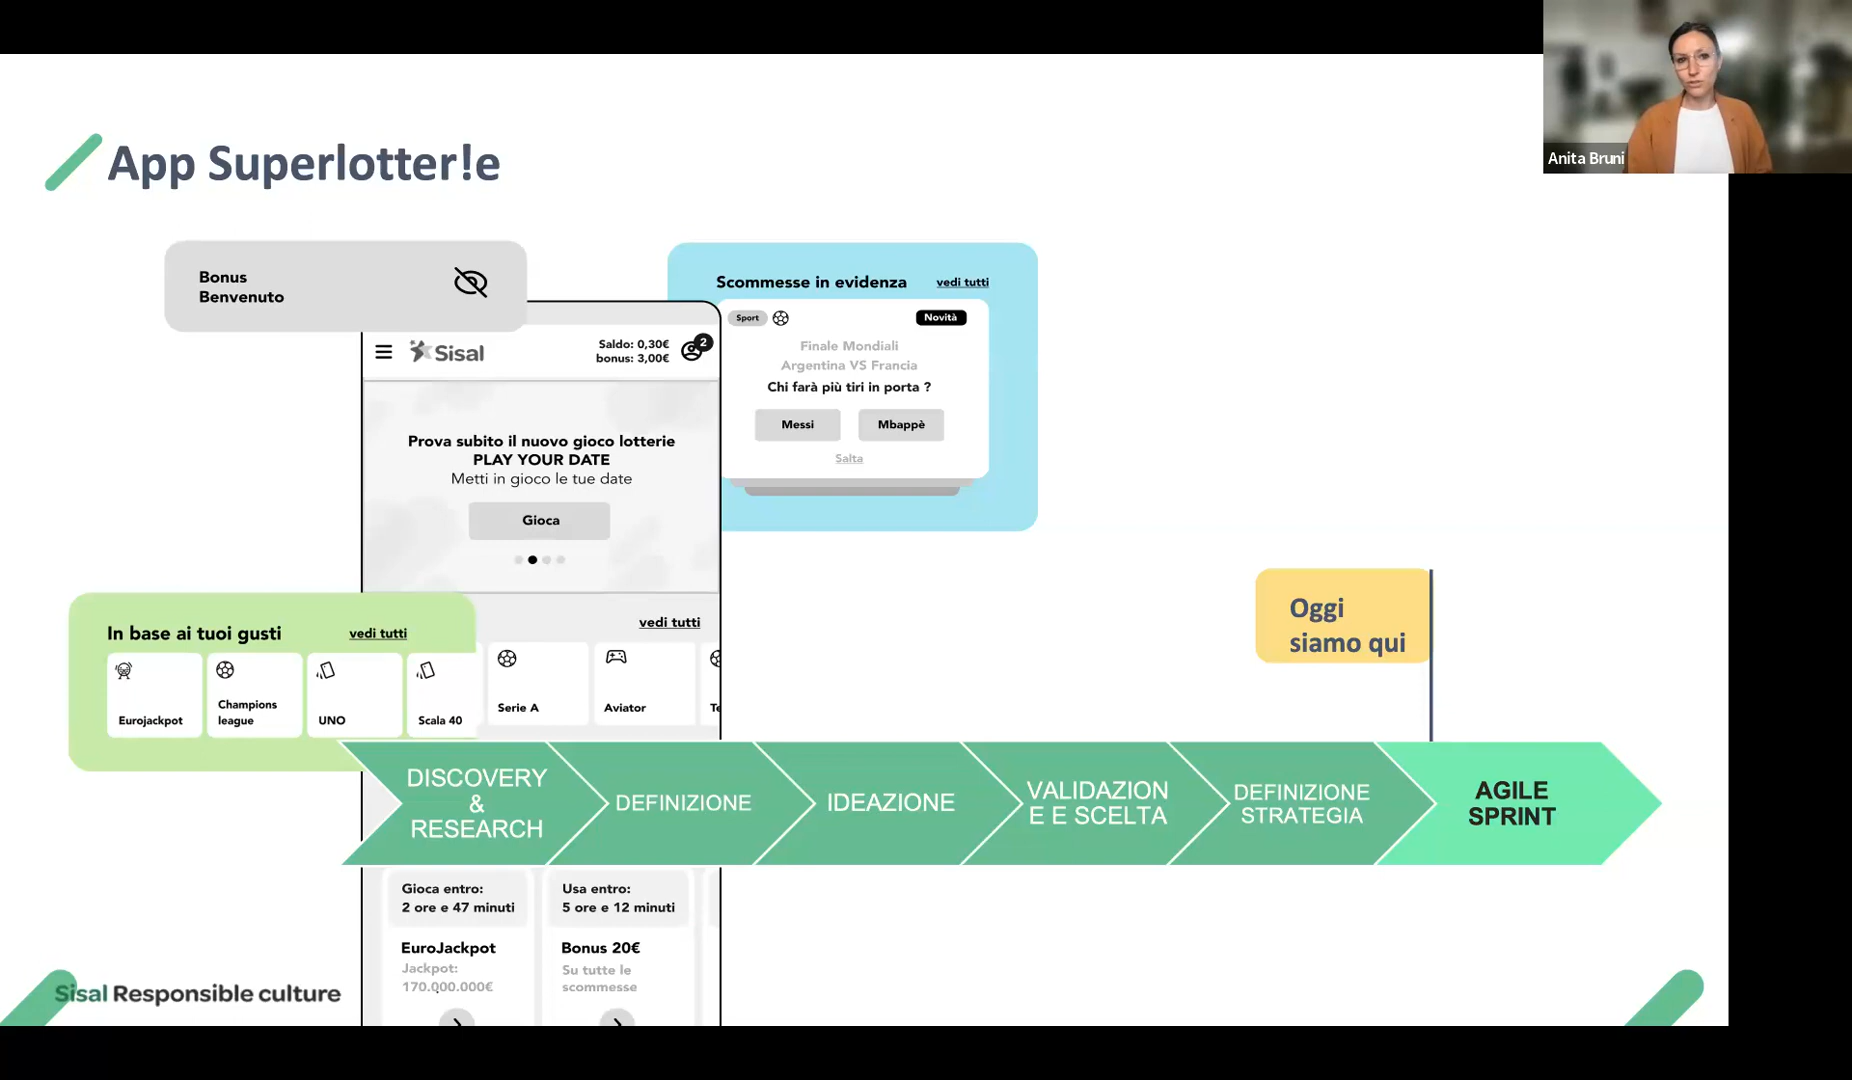 Anita Bruni
App Superlotter!e
Bonus
Benvenuto
Scommesse in evidenza
vedi tutti
Sport
Novità
Finale Mondiali
Argentina VS Francia
Chi farà più tiri in porta ?
Messi
Mbappè
Salta
Sisal
Saldo: 0,30€
bonus: 3,00€
2
Prova subito il nuovo gioco lotterie
PLAY YOUR DATE
Metti in gioco le tue date
Gioca
In base ai tuoi gusti
vedi tutti
Eurojackpot
Champions
league
UNO
Scala 40
vedi tutti
Serie A
Aviator
Te
Oggi
siamo qui
DISCOVERY
&
RESEARCH
DEFINIZIONE
IDEAZIONE
VALIDAZION
E E SCELTA
DEFINIZIONE
STRATEGIA
AGILE
SPRINT
Gioca entro:
2 ore e 47 minuti
Usa entro:
5 ore e 12 minuti
EuroJackpot
Jackpot:
170.000.000€
Bonus 20€
Su tutte le
scommesse
Sisal Responsible culture